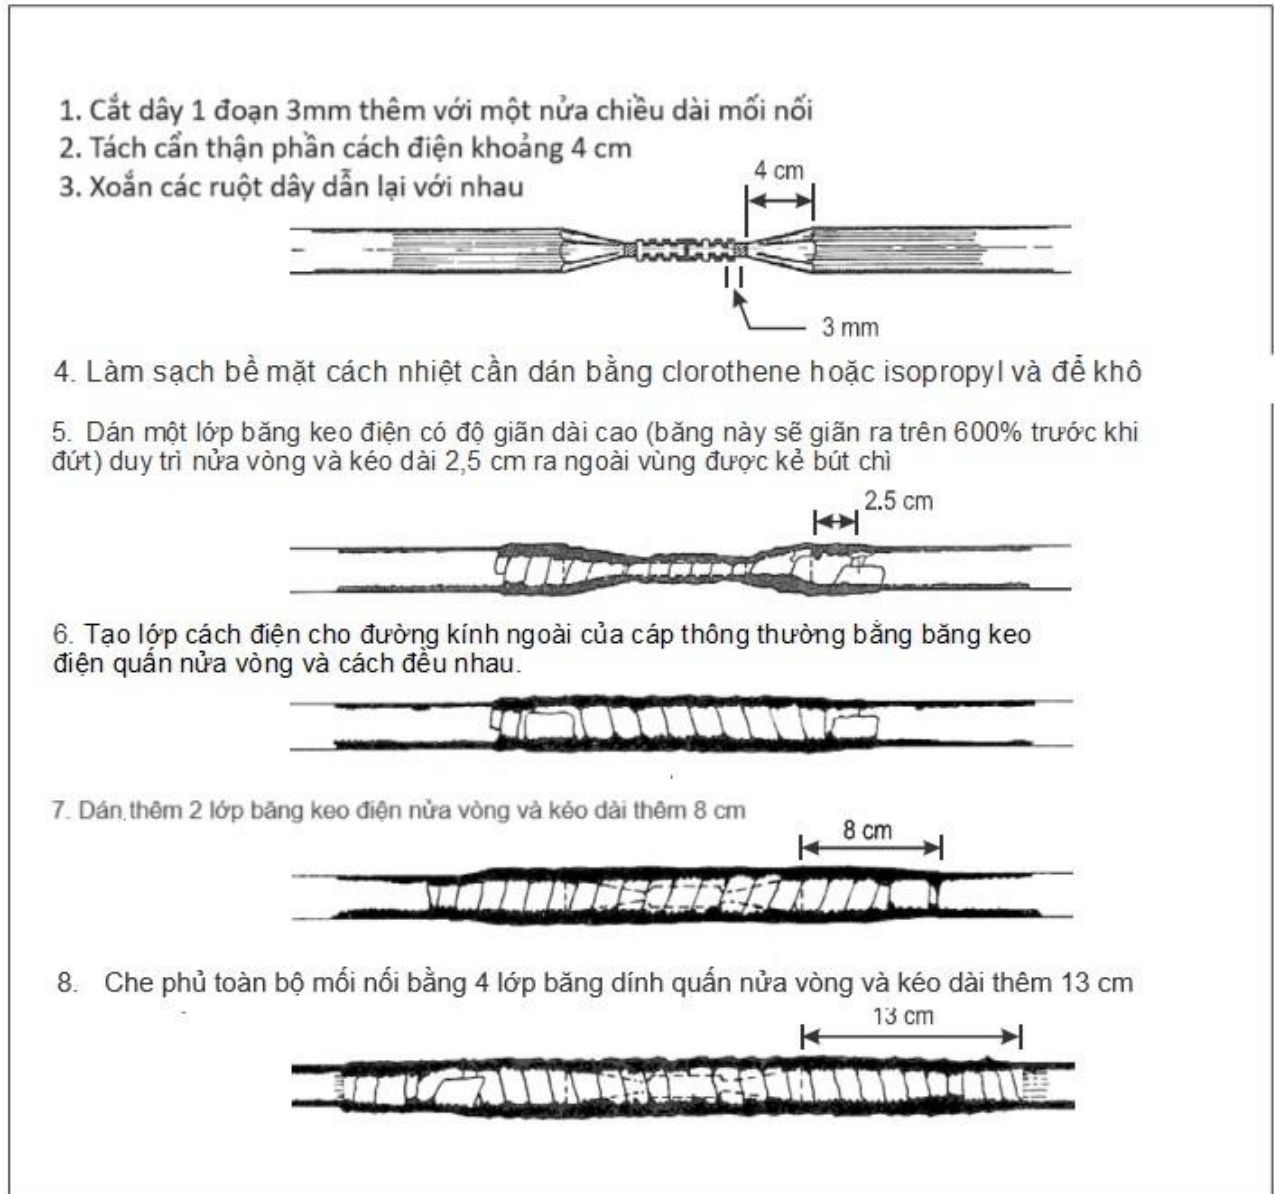 1. Cắt dây 1 đoạn 3mm thêm với một nửa chiều dài mối nối
2. Tách cẩn thận phần cách điện khoảng 4 cm
3. Xoắn các ruột dây dẫn lại với nhau
4 cm
3 mm
4. Làm sạch bề mặt cách nhiệt cần dán bằng clorothene hoặc isopropyl và để khô
5. Dán một lớp băng keo điện có độ giãn dài cao (băng này sẽ giãn ra trên 600% trước khi
đứt) duy trì nửa vòng và kéo dài 2,5 cm ra ngoài vùng được kẻ bút chì
2.5 cm
6. Tạo lớp cách điện cho đường kính ngoài của cáp thông thường bằng băng keo
điện quấn nửa vòng và cách đều nhau.
7. Dán thêm 2 lớp băng keo điện nửa vòng và kéo dài thêm 8 cm
8 cm
8. Che phủ toàn bộ mối nối bằng 4 lớp băng dính quấn nửa vòng và kéo dài thêm 13 cm
13 cm